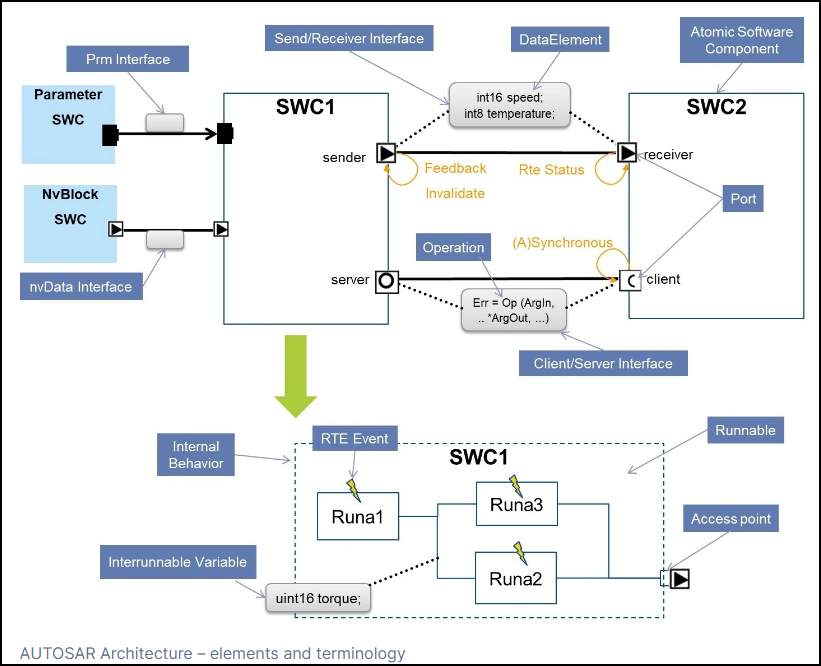 Send/Receiver Interface
DataElement
Atomic Software
Component
Prm Interface
Parameter
SWC
SWC1
int16 speed;
int8 temperature;
SWC2
sender
Feedback
Invalidate
Rte Status
receiver
NvBlock
SWC
Port
nvData Interface
Operation
(A)Synchronous
server
client
Err = Op (ArgIn,
.. *ArgOut, ...)
Client/Server Interface
Internal
Behavior
RTE Event
SWC1
Runnable
Runa1
Runa3
Access point
Interrunnable Variable
Runa2
uint16 torque;
AUTOSAR Architecture – elements and terminology